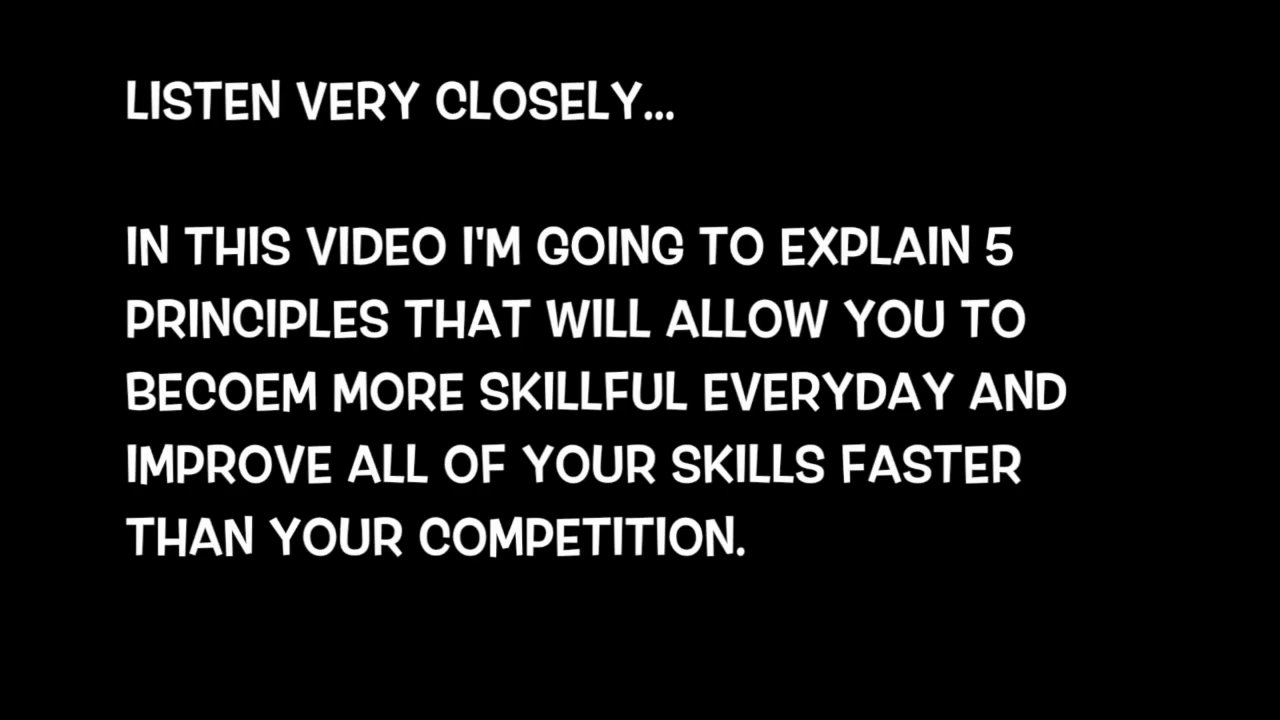 LISTEN VERY CLOSELY...
IN THIS VIDEO I'M GOING TO EXPLAIN 5
PRINCIPLES THAT WILL ALLOW YOU TO
BECOEM MORE SKILLFUL EVERYDAY AND
IMPROVE ALL OF YOUR SKILLS FASTER
THAN YOUR COMPETITION.